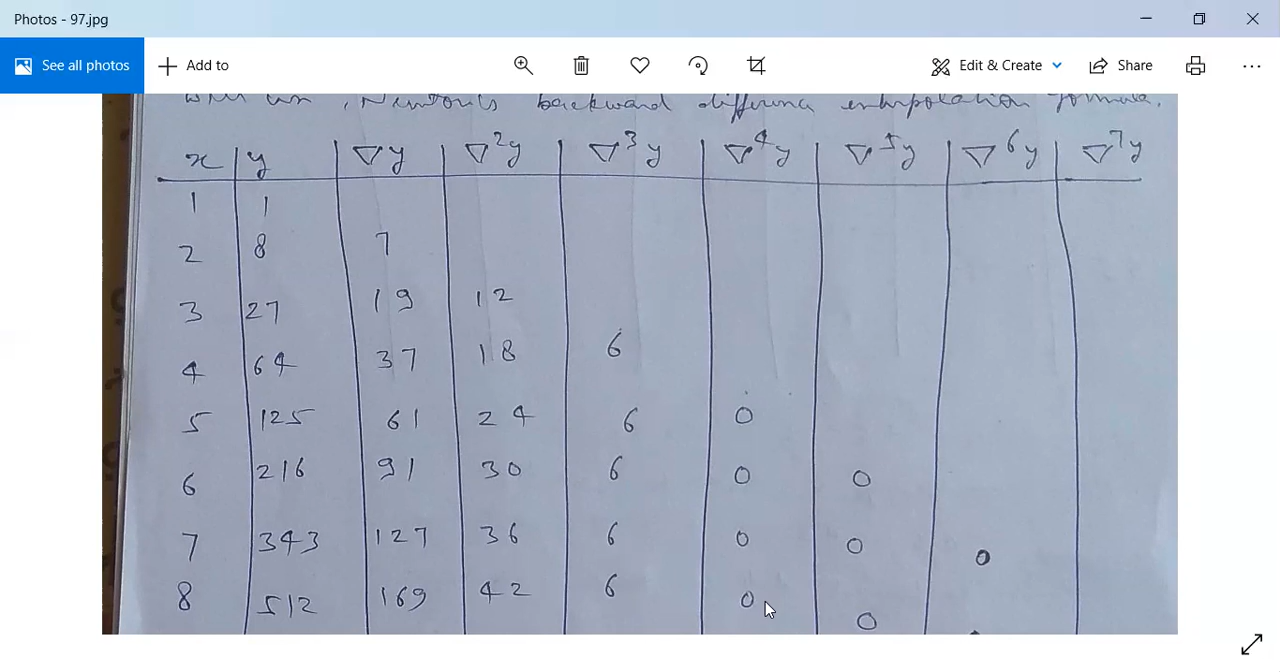 Photos - 97.jpg
See all photos
Add to
Edit & Create
Share
Newton's backward difference interpolation formula.
x y ∇y ∇²y ∇³y ∇⁴y ∇⁵y ∇⁶y ∇⁷y
1 1
2 8 7
3 27 19 12
4 64 37 18 6
5 125 61 24 6 0
6 216 91 30 6 0 0
7 343 127 36 6 0 0 0
8 512 169 42 6 0 0